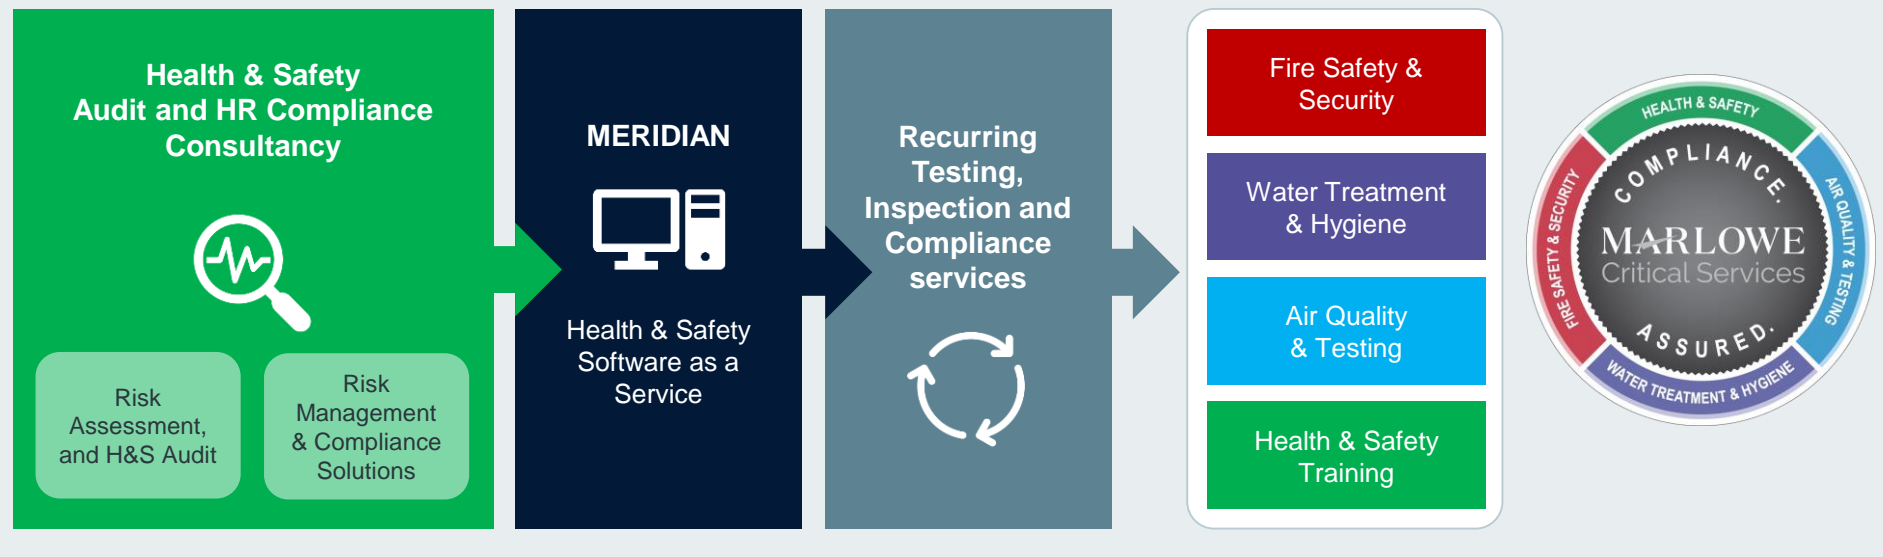 Health & Safety
Audit and HR Compliance
Consultancy
Risk
Assessment,
and H&S Audit
Risk
Management
& Compliance
Solutions
MERIDIAN
Health & Safety
Software as a
Service
Recurring
Testing,
Inspection and
Compliance
services
Fire Safety &
Security
Water Treatment
& Hygiene
Air Quality
& Testing
Health & Safety
Training
HEALTH & SAFETY
AIR QUALITY & TESTING
WATER TREATMENT & HYGIENE
FIRE SAFETY & SECURITY
COMPLIANCE.
MARLOWE
Critical Services
ASSURED.